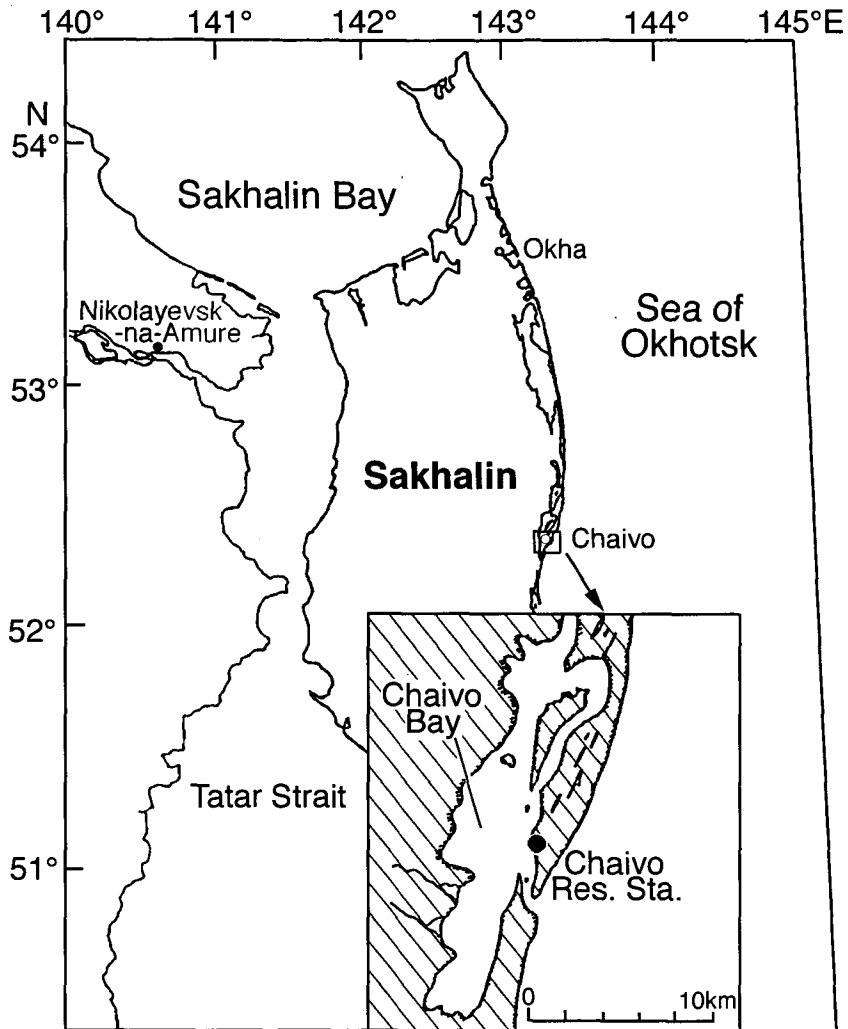 140°
141°
142°
143°
144°
145°E
N
54°
53°
52°
51°
Sakhalin Bay
Okha
Nikolayevsk
-na-Amure
Sea of
Okhotsk
Sakhalin
Chaivo
Chaivo
Bay
Tatar Strait
Chaivo
Res. Sta.
0
10km